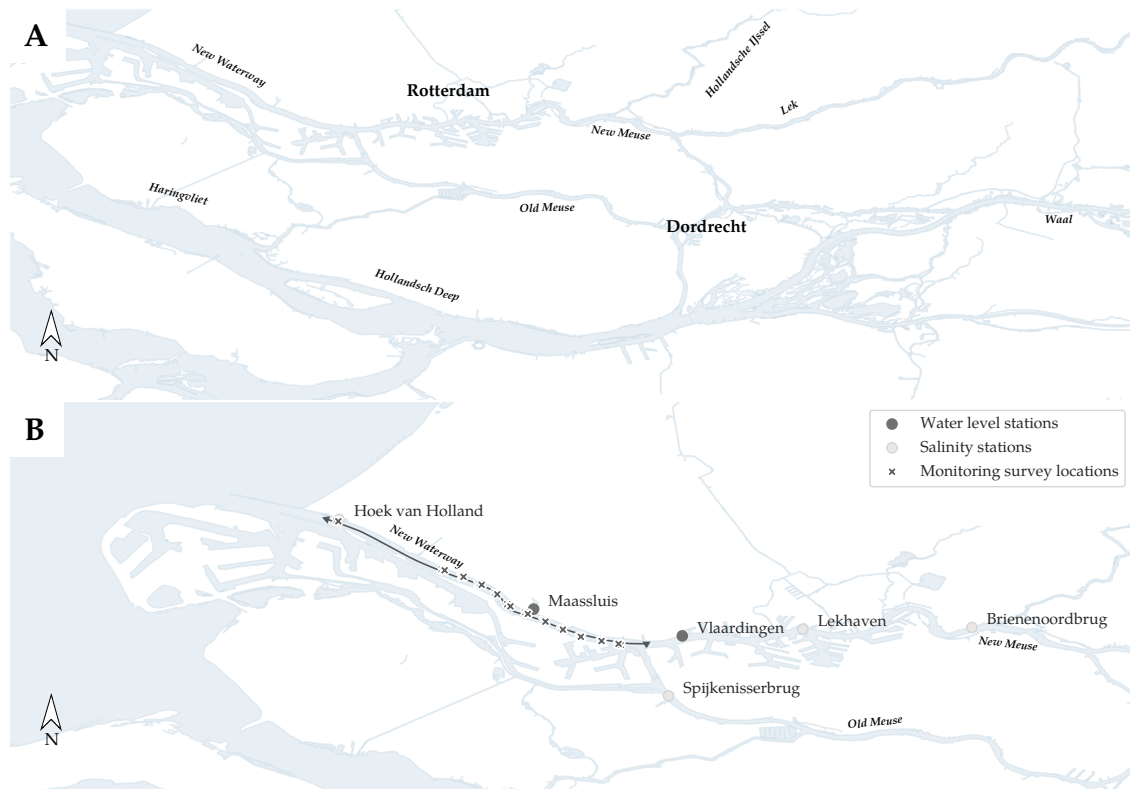 A
New Waterway
Rotterdam
Hollandsche IJssel
Lek
New Meuse
Haringvliet
Old Meuse
Dordrecht
Waal
Hollandsch Deep
N
B
Water level stations
Salinity stations
Monitoring survey locations
Hoek van Holland
New Waterway
Maassluis
Vlaardingen
Lekhaven
Brienenoordbrug
New Meuse
Spijkenisserbrug
Old Meuse
N